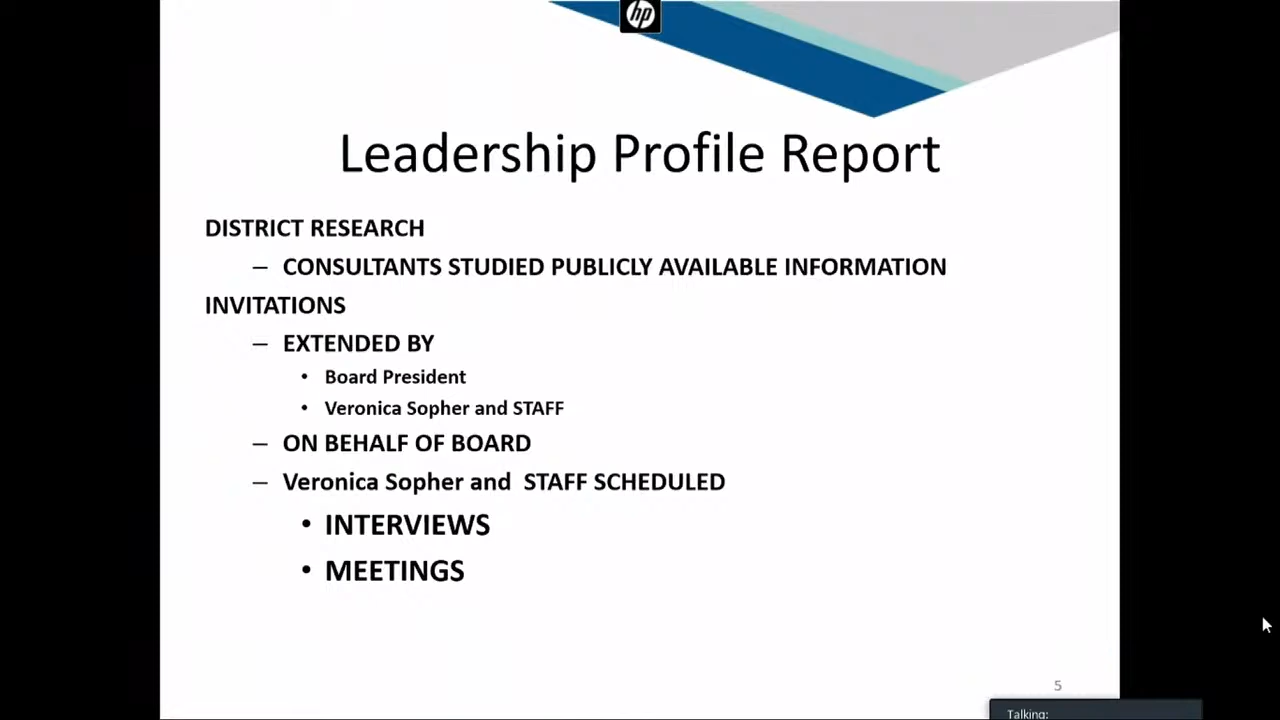 hp
Leadership Profile Report
DISTRICT RESEARCH
– CONSULTANTS STUDIED PUBLICLY AVAILABLE INFORMATION
INVITATIONS
– EXTENDED BY
• Board President
• Veronica Sopher and STAFF
– ON BEHALF OF BOARD
– Veronica Sopher and  STAFF SCHEDULED
• INTERVIEWS
• MEETINGS
5
Talking: